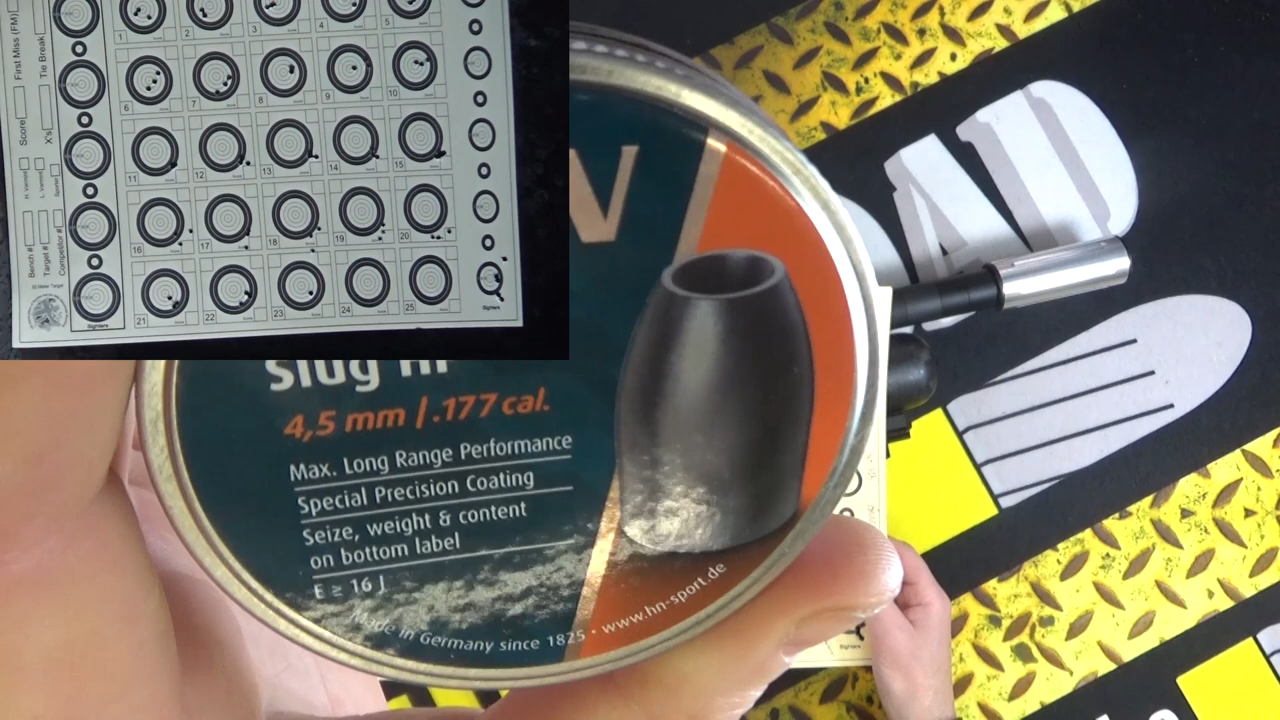 First Miss (FM)
Tie Break
Score
X's
Bench #
Target #
Competitor #
Sighters
1
2
3
4
5
6
7
8
9
10
11
12
13
14
15
16
17
18
19
20
21
22
23
24
25
Sighters
N
4,5 mm / .177 cal.
Max. Long Range Performance
Special Precision Coating
Seize, weight & content
on bottom label
E ≥ 16 J
Made in Germany since 1825 · www.hn-sport.de